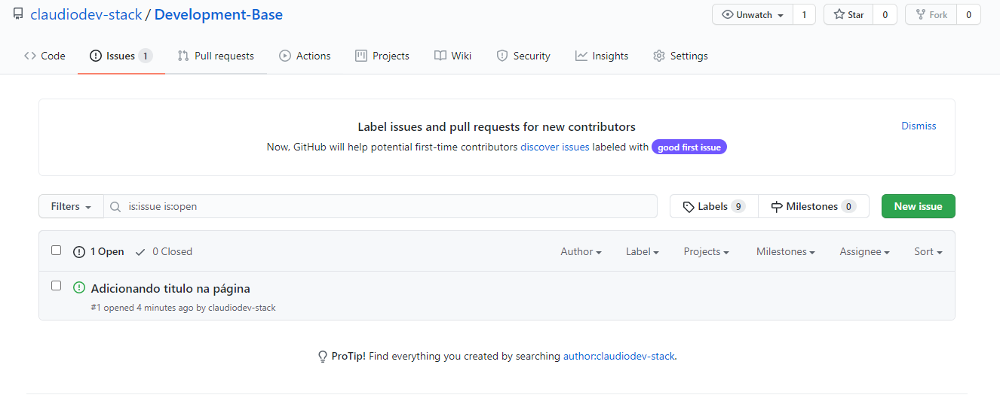 claudiodev-stack / Development-Base Unwatch 1 Star 0 Fork 0
Code Issues 1 Pull requests Actions Projects Wiki Security Insights Settings
Label issues and pull requests for new contributors Dismiss
Now, GitHub will help potential first-time contributors discover issues labeled with good first issue
Filters is:issue is:open Labels 9 Milestones 0 New issue
1 Open 0 Closed Author Label Projects Milestones Assignee Sort
Adicionando titulo na página
#1 opened 4 minutes ago by claudiodev-stack
ProTip! Find everything you created by searching author:claudiodev-stack.